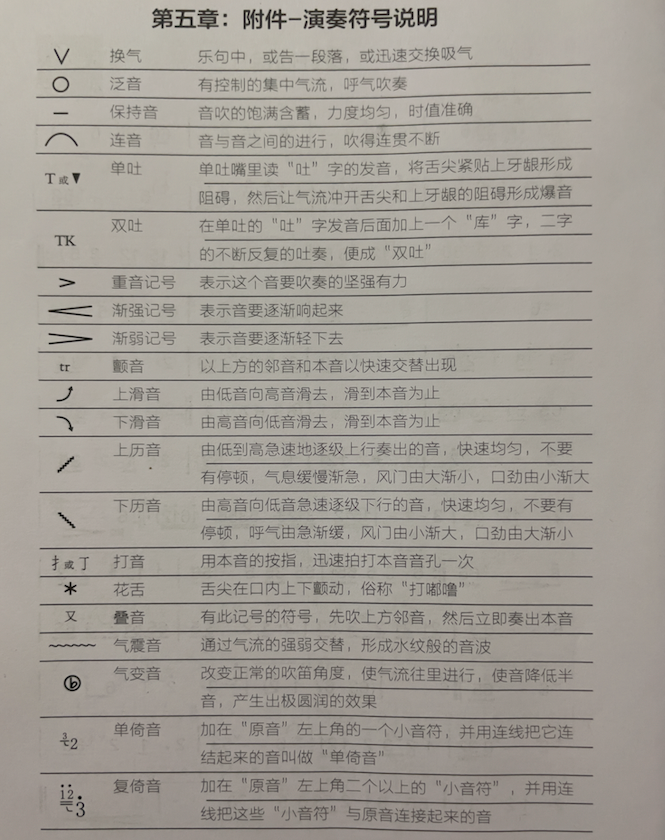 第五章：附件-演奏符号说明
∨ 换气 乐句中，或告一段落，或迅速交换吸气
○ 泛音 有控制的集中气流，呼气吹奏
— 保持音 音吹的饱满含蓄，力度均匀，时值准确
⌒ 连音 音与音之间的进行，吹得连贯不断
T或▼ 单吐 单吐嘴里读“吐”字的发音，将舌尖紧贴上牙龈形成
阻碍，然后让气流冲开舌尖和上牙龈的阻碍形成爆音
TK 双吐 在单吐的“吐”字发音后面加上一个“库”字，二字
的不断反复的吐奏，便成“双吐”
> 重音记号 表示这个音要吹奏的坚强有力
渐强记号 表示音要逐渐响起来
渐弱记号 表示音要逐渐轻下去
tr 颤音 以上方的邻音和本音以快速交替出现
上滑音 由低音向高音滑去，滑到本音为止
下滑音 由高音向低音滑去，滑到本音为止
上历音 由低到高急速地逐级上行奏出的音，快速均匀，不要
有停顿，气息缓慢渐急，风门由大渐小，口劲由小渐大
下历音 由高音向低音急速逐级下行的音，快速均匀，不要有
停顿，呼气由急渐缓，风门由小渐大，口劲由大渐小
扌或丁 打音 用本音的按指，迅速拍打本音音孔一次
* 花舌 舌尖在口内上下颤动，俗称“打嘟噜”
又 叠音 有此记号的符号，先吹上方邻音，然后立即奏出本音
气震音 通过气流的强弱交替，形成水纹般的音波
ⓑ 气变音 改变正常的吹笛角度，使气流往里进行，使音降低半
音，产生出极圆润的效果
3 2 单倚音 加在“原音”左上角的一个小音符，并用连线把它连
结起来的音叫做“单倚音”
i 2 3 复倚音 加在“原音”左上角二个以上的“小音符”，并用连
线把这些“小音符”与原音连接起来的音